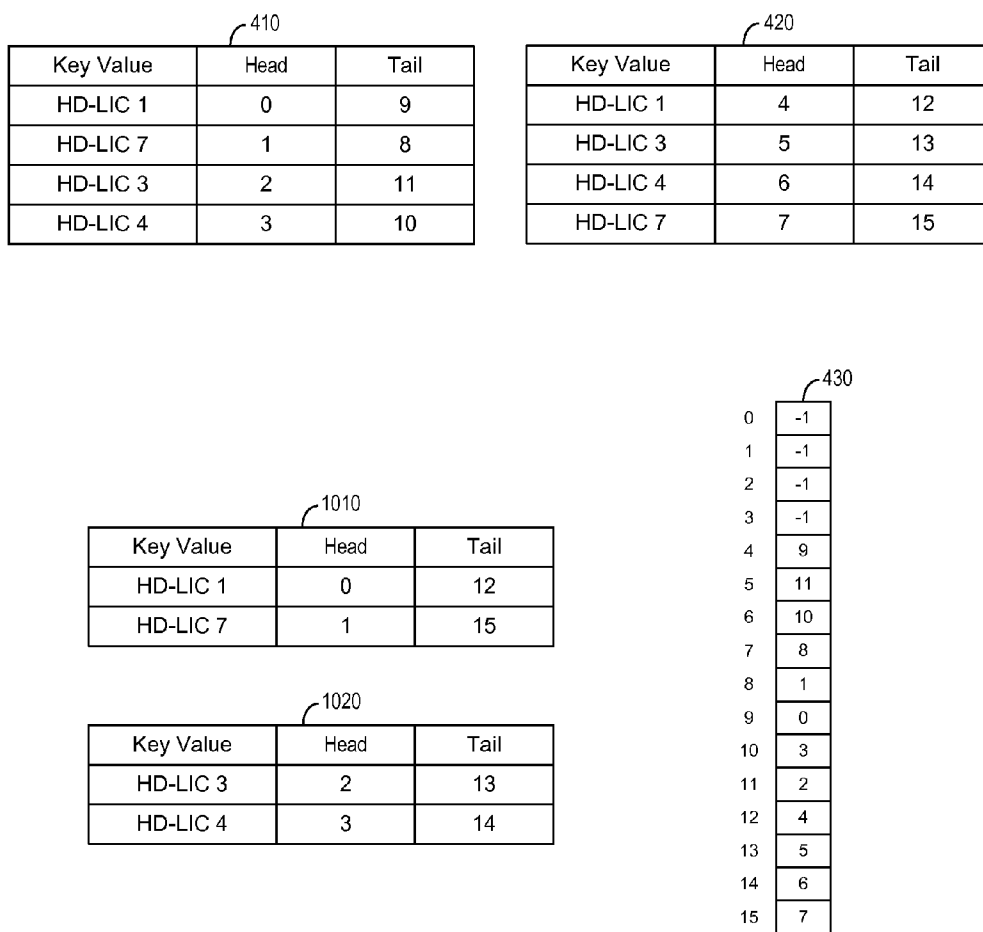 410
Key Value Head Tail
HD-LIC 1 0 9
HD-LIC 7 1 8
HD-LIC 3 2 11
HD-LIC 4 3 10
420
Key Value Head Tail
HD-LIC 1 4 12
HD-LIC 3 5 13
HD-LIC 4 6 14
HD-LIC 7 7 15
1010
Key Value Head Tail
HD-LIC 1 0 12
HD-LIC 7 1 15
1020
Key Value Head Tail
HD-LIC 3 2 13
HD-LIC 4 3 14
430
0 -1
1 -1
2 -1
3 -1
4 9
5 11
6 10
7 8
8 1
9 0
10 3
11 2
12 4
13 5
14 6
15 7